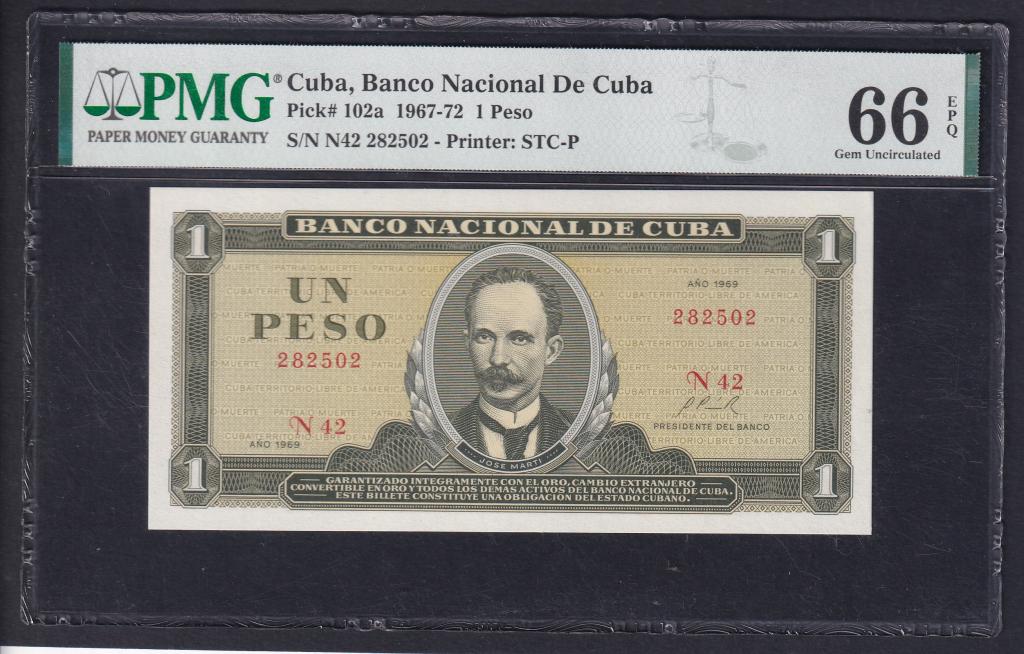 PMG®
PAPER MONEY GUARANTY
Cuba, Banco Nacional De Cuba
Pick# 102a 1967-72 1 Peso
S/N N42 282502 - Printer: STC-P
66 EPQ
Gem Uncirculated
BANCO NACIONAL DE CUBA
1 1
UN
PESO
282502
N 42
AÑO 1969
AÑO 1969
282502
N 42
PRESIDENTE DEL BANCO
PATRIA O MUERTE
CUBA TERRITORIO LIBRE DE AMERICA
JOSE MARTI
1 1
GARANTIZADO INTEGRAMENTE CON EL ORO, CAMBIO EXTRANJERO
CONVERTIBLE EN ORO Y TODOS LOS DEMAS ACTIVOS DEL BANCO NACIONAL DE CUBA.
ESTE BILLETE CONSTITUYE UNA OBLIGACION DEL ESTADO CUBANO.